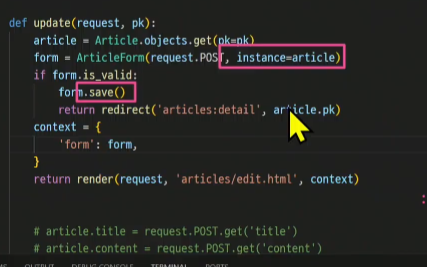 def update(request, pk):
    article = Article.objects.get(pk=pk)
    form = ArticleForm(request.POST, instance=article)
    if form.is_valid:
        form.save()
        return redirect('articles:detail', article.pk)
    context = {
        'form': form,
    }
    return render(request, 'articles/edit.html', context)
    # article.title = request.POST.get('title')
    # article.content = request.POST.get('content')
OUTPUT DEBUG CONSOLE TERMINAL PORTS